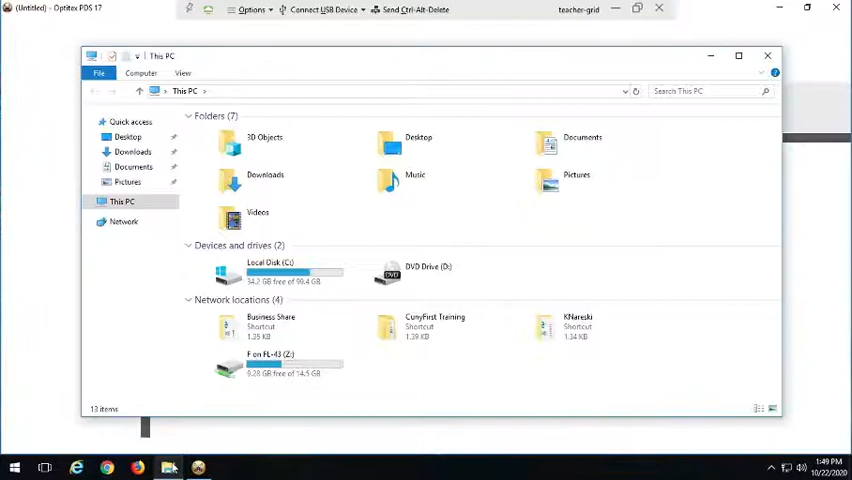 (Untitled) - Optitex PDS 17
Options
Connect USB Device
Send Ctrl-Alt-Delete
teacher-grid
This PC
File
Computer
View
This PC
Search This PC
Quick access
Desktop
Downloads
Documents
Pictures
This PC
Network
Folders (7)
3D Objects
Desktop
Documents
Downloads
Music
Pictures
Videos
Devices and drives (2)
Local Disk (C:)
34.2 GB free of 99.4 GB
DVD Drive (D:)
DVD
Network locations (4)
Business Share
Shortcut
1.35 KB
CunyFirst Training
Shortcut
1.39 KB
KNareski
Shortcut
1.34 KB
F on FL-43 (Z:)
9.28 GB free of 14.5 GB
13 items
1:49 PM
10/22/2020